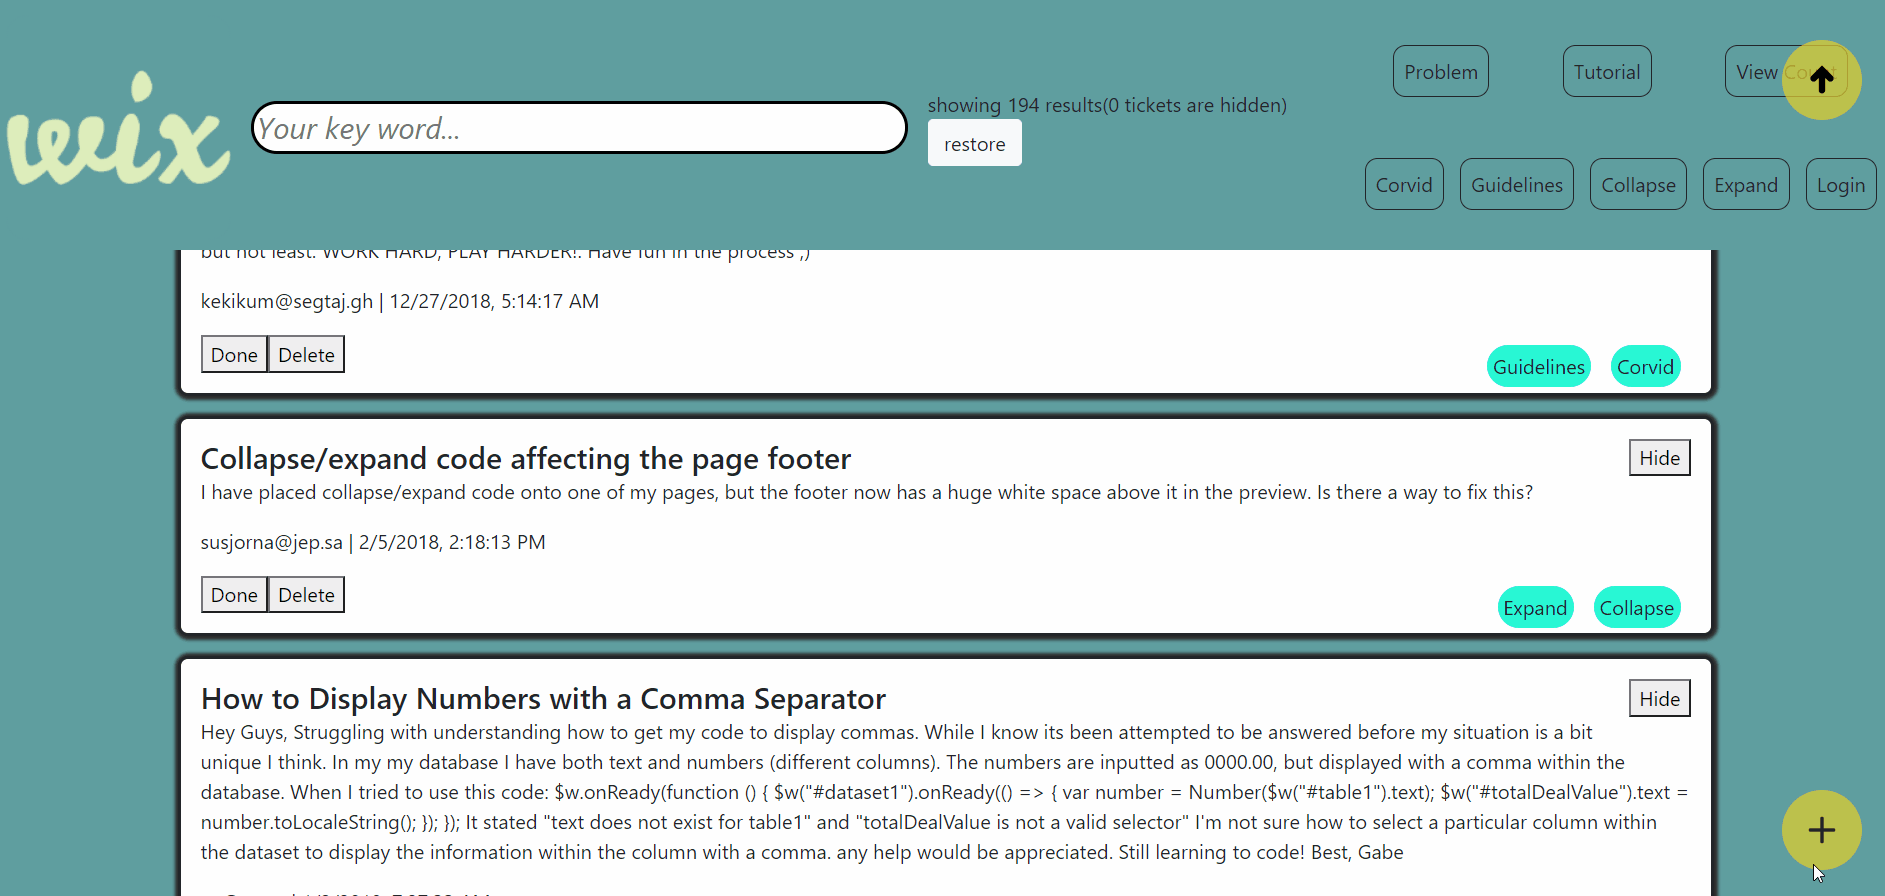 wix
Your key word...
showing 194 results(0 tickets are hidden)
restore
Problem
Tutorial
View Count
Corvid
Guidelines
Collapse
Expand
Login
but not least. WORK HARD, PLAY HARDER!. Have fun in the process ;)
kekikum@segtaj.gh | 12/27/2018, 5:14:17 AM
Done
Delete
Guidelines
Corvid
Collapse/expand code affecting the page footer
Hide
I have placed collapse/expand code onto one of my pages, but the footer now has a huge white space above it in the preview. Is there a way to fix this?
susjorna@jep.sa | 2/5/2018, 2:18:13 PM
Done
Delete
Expand
Collapse
How to Display Numbers with a Comma Separator
Hide
Hey Guys, Struggling with understanding how to get my code to display commas. While I know its been attempted to be answered before my situation is a bit
unique I think. In my my database I have both text and numbers (different columns). The numbers are inputted as 0000.00, but displayed with a comma within the
database. When I tried to use this code: $w.onReady(function () { $w("#dataset1").onReady(() => { var number = Number($w("#table1").text); $w("#totalDealValue").text =
number.toLocaleString(); }); }); It stated "text does not exist for table1" and "totalDealValue is not a valid selector" I'm not sure how to select a particular column within
the dataset to display the information within the column with a comma. any help would be appreciated. Still learning to code! Best, Gabe